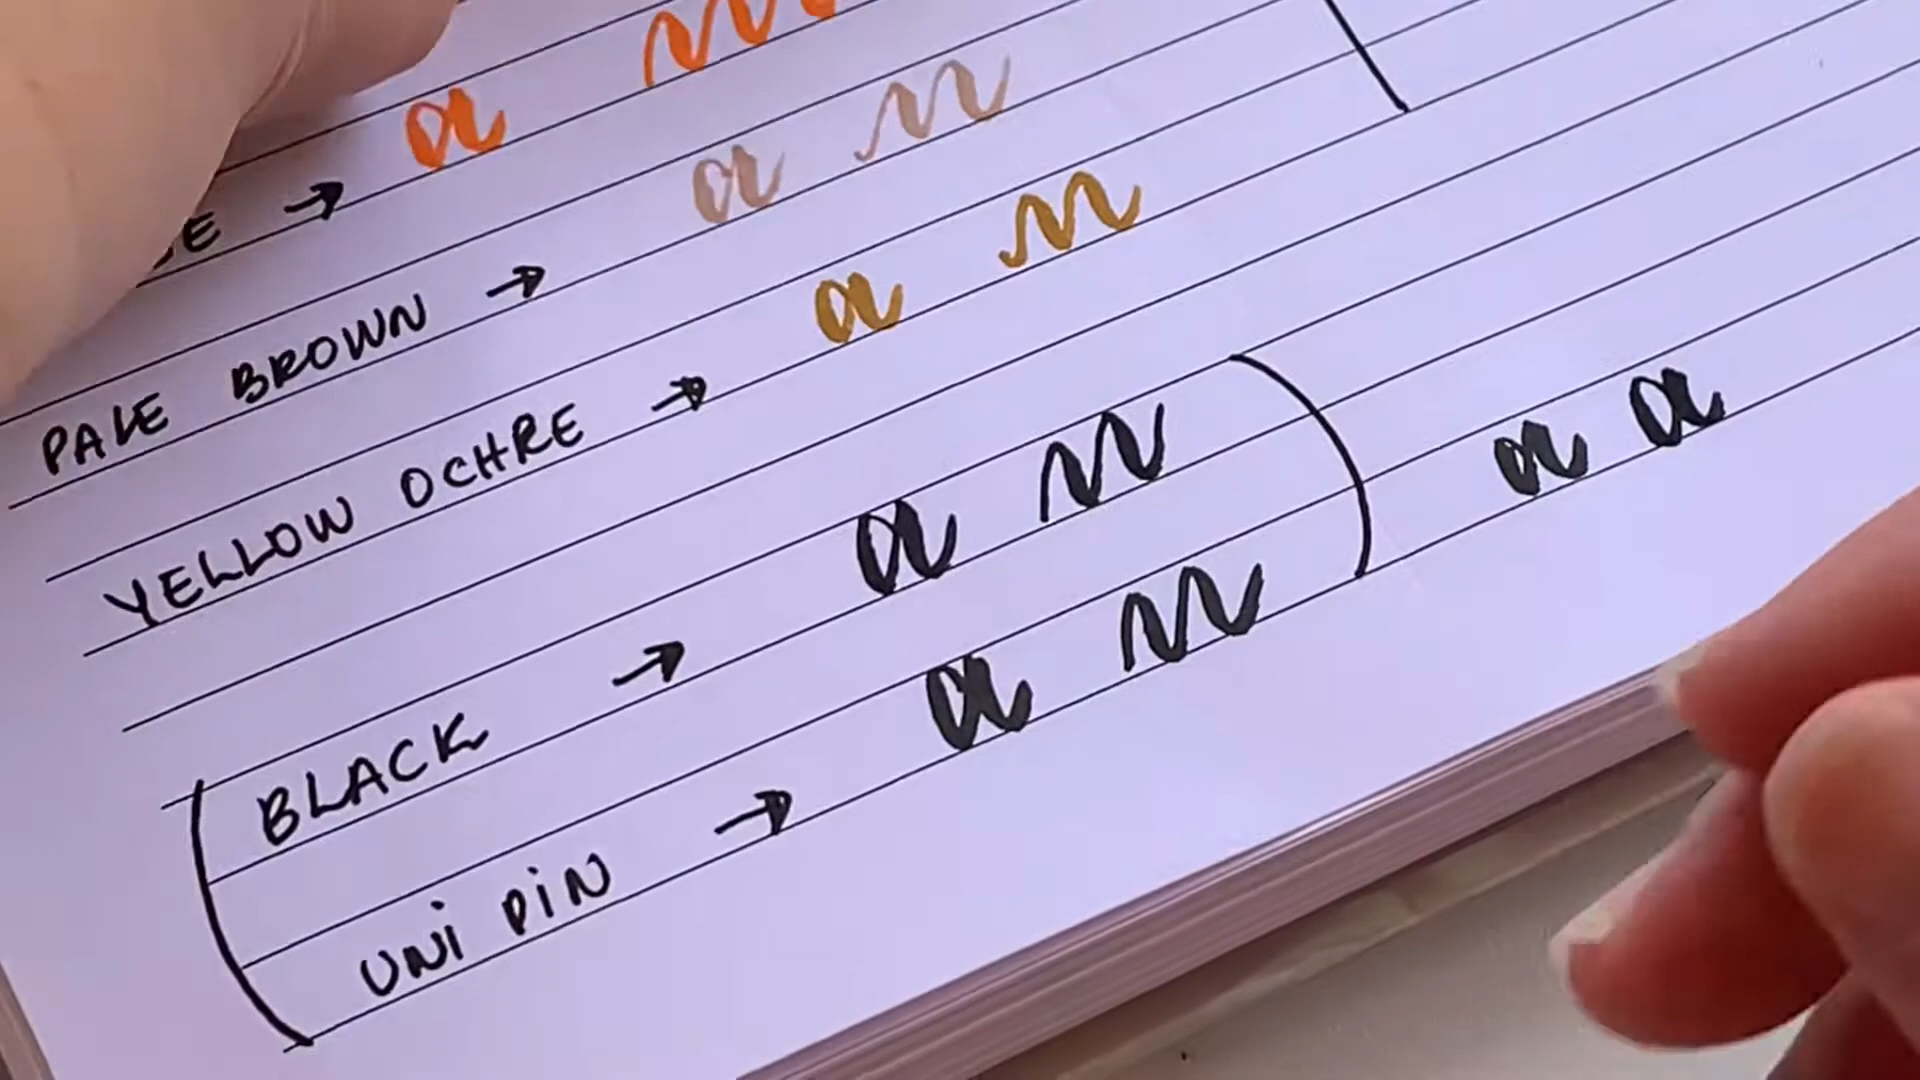 → a m
PALE BROWN → a n
YELLOW OCHRE → a n
BLACK → a n a a
UNI PIN → a n